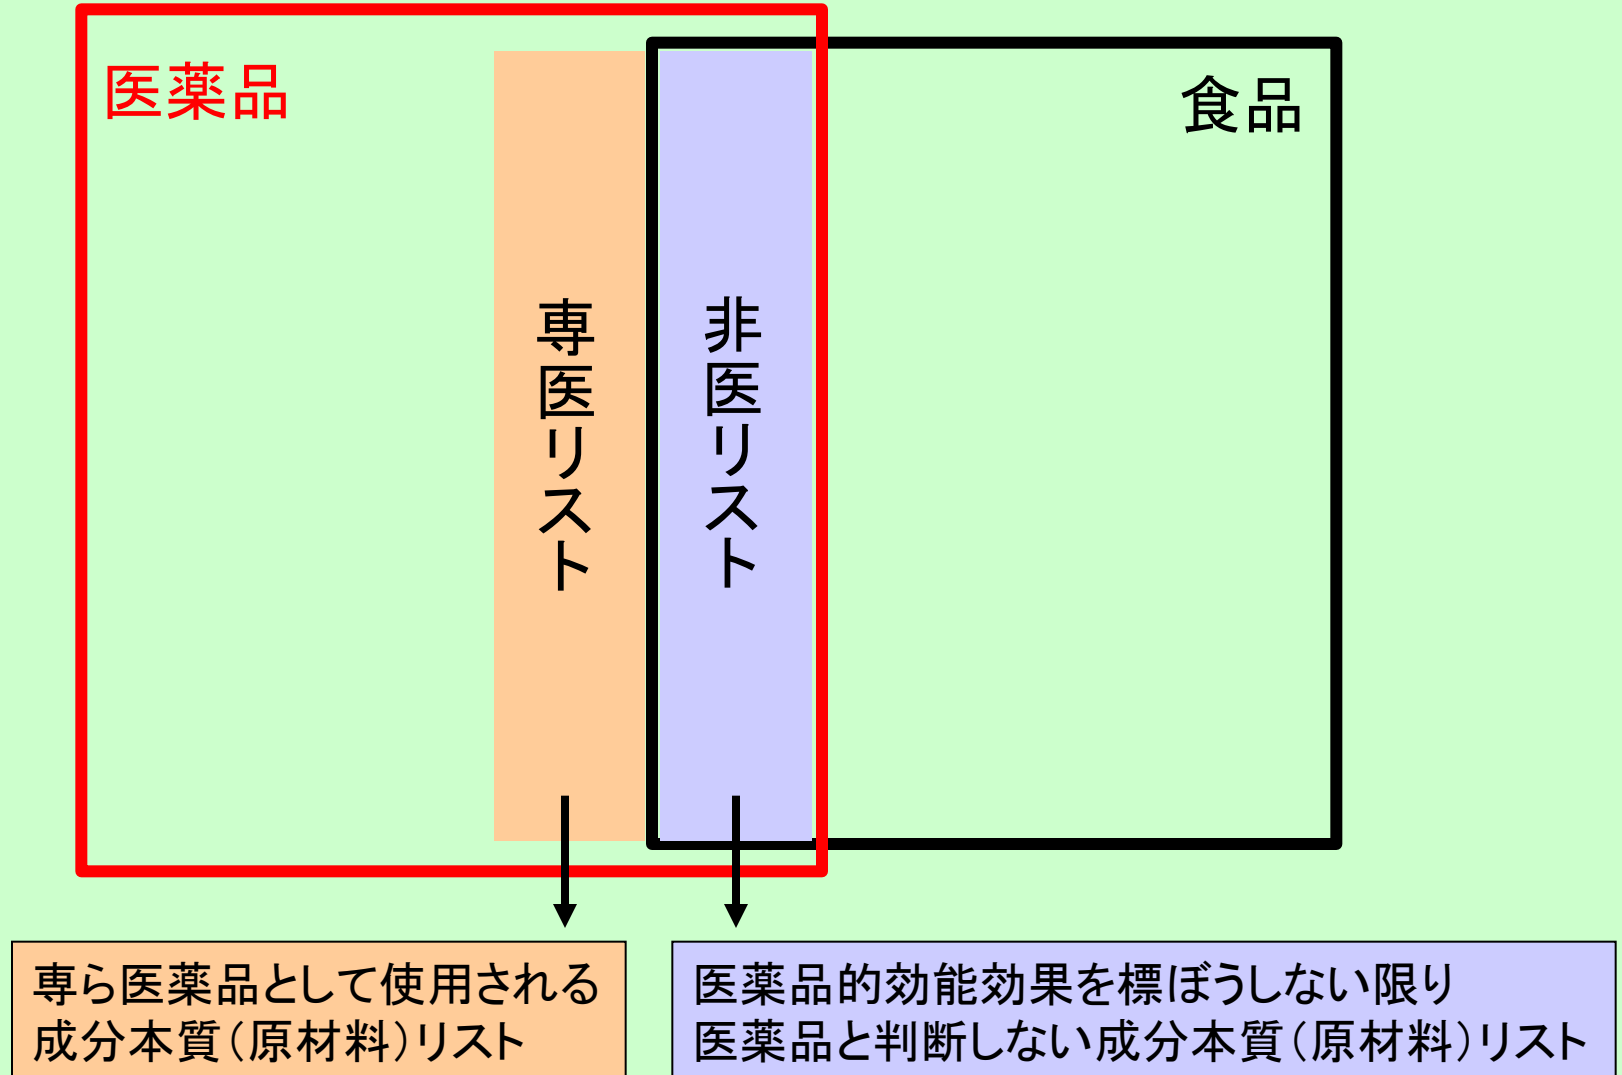 医薬品
食品
専医リスト
非医リスト
専ら医薬品として使用される
成分本質（原材料）リスト
医薬品的効能効果を標ぼうしない限り
医薬品と判断しない成分本質（原材料）リスト